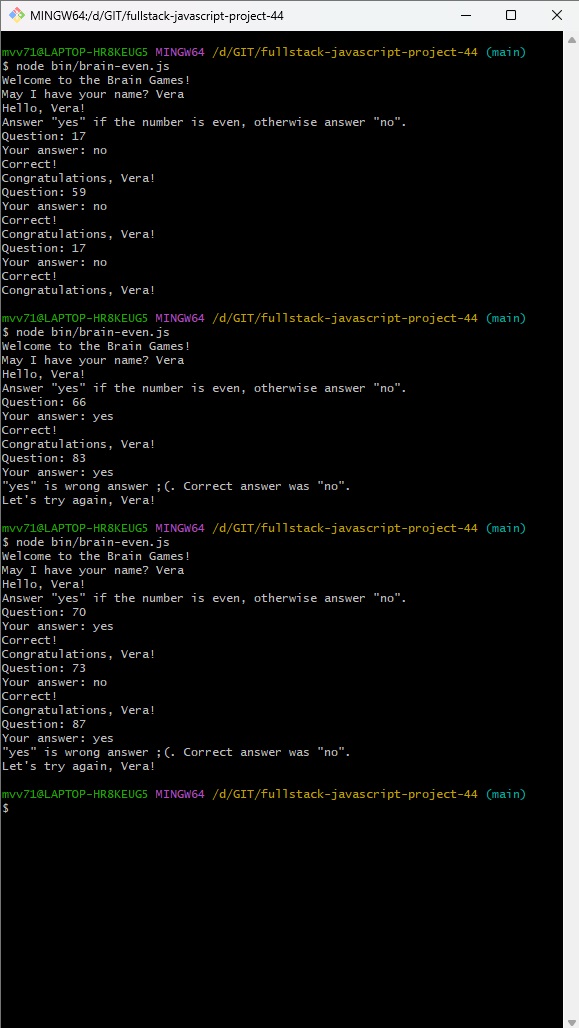 MINGW64:/d/GIT/fullstack-javascript-project-44
mvv71@LAPTOP-HR8KEUG5 MINGW64 /d/GIT/fullstack-javascript-project-44 (main)
$ node bin/brain-even.js
Welcome to the Brain Games!
May I have your name? Vera
Hello, Vera!
Answer "yes" if the number is even, otherwise answer "no".
Question: 17
Your answer: no
Correct!
Congratulations, Vera!
Question: 59
Your answer: no
Correct!
Congratulations, Vera!
Question: 17
Your answer: no
Correct!
Congratulations, Vera!
mvv71@LAPTOP-HR8KEUG5 MINGW64 /d/GIT/fullstack-javascript-project-44 (main)
$ node bin/brain-even.js
Welcome to the Brain Games!
May I have your name? Vera
Hello, Vera!
Answer "yes" if the number is even, otherwise answer "no".
Question: 66
Your answer: yes
Correct!
Congratulations, Vera!
Question: 83
Your answer: yes
"yes" is wrong answer ;(. Correct answer was "no".
Let's try again, Vera!
mvv71@LAPTOP-HR8KEUG5 MINGW64 /d/GIT/fullstack-javascript-project-44 (main)
$ node bin/brain-even.js
Welcome to the Brain Games!
May I have your name? Vera
Hello, Vera!
Answer "yes" if the number is even, otherwise answer "no".
Question: 70
Your answer: yes
Correct!
Congratulations, Vera!
Question: 73
Your answer: no
Correct!
Congratulations, Vera!
Question: 87
Your answer: yes
"yes" is wrong answer ;(. Correct answer was "no".
Let's try again, Vera!
mvv71@LAPTOP-HR8KEUG5 MINGW64 /d/GIT/fullstack-javascript-project-44 (main)
$